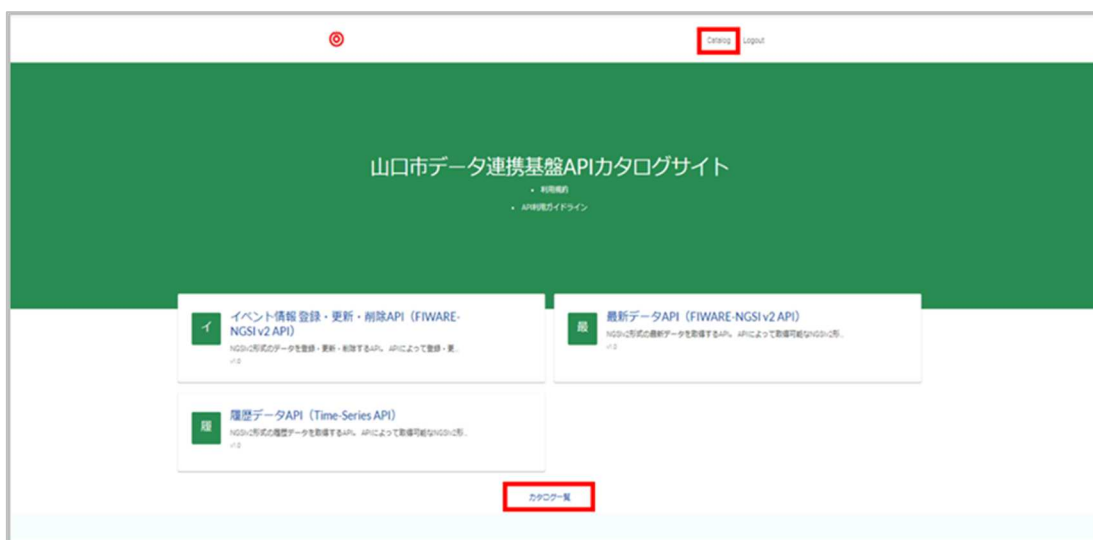 Catalog Logout
山口市データ連携基盤APIカタログサイト
• 利用規約
• API利用ガイドライン
イ
イベント情報 登録・更新・削除API（FIWARE-
NGSI v2 API）
NGSIv2形式のデータを登録・更新・削除するAPI。 APIによって登録・更..
v1.0
最
最新データAPI（FIWARE-NGSI v2 API）
NGSIv2形式の最新データを取得するAPI。 APIによって取得可能なNGSIv2形..
v1.0
履
履歴データAPI（Time-Series API）
NGSIv2形式の履歴データを取得するAPI。 APIによって取得可能なNGSIv2形..
v1.0
カタログ一覧